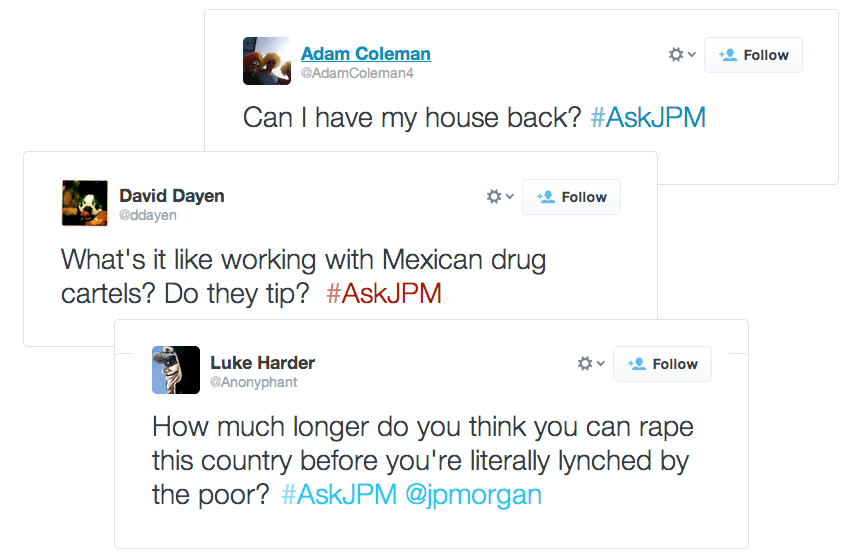 Adam Coleman
@AdamColeman4
Follow
Can I have my house back? #AskJPM
David Dayen
@ddayen
Follow
What's it like working with Mexican drug
cartels? Do they tip? #AskJPM
Luke Harder
@Anonyphant
Follow
How much longer do you think you can rape
this country before you're literally lynched by
the poor? #AskJPM @jpmorgan